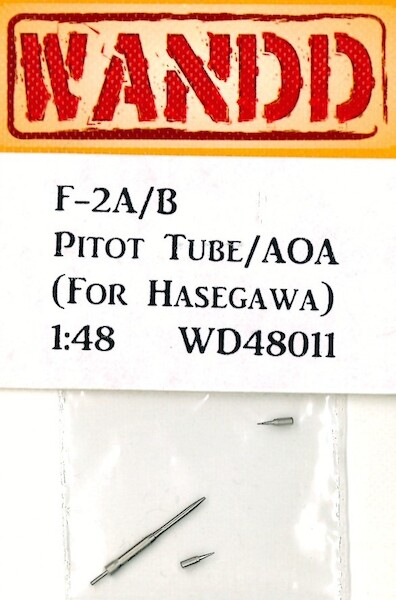 WANDD
F-2A/B
PITOT TUBE/AOA
(FOR HASEGAWA)
1:48 WD48011